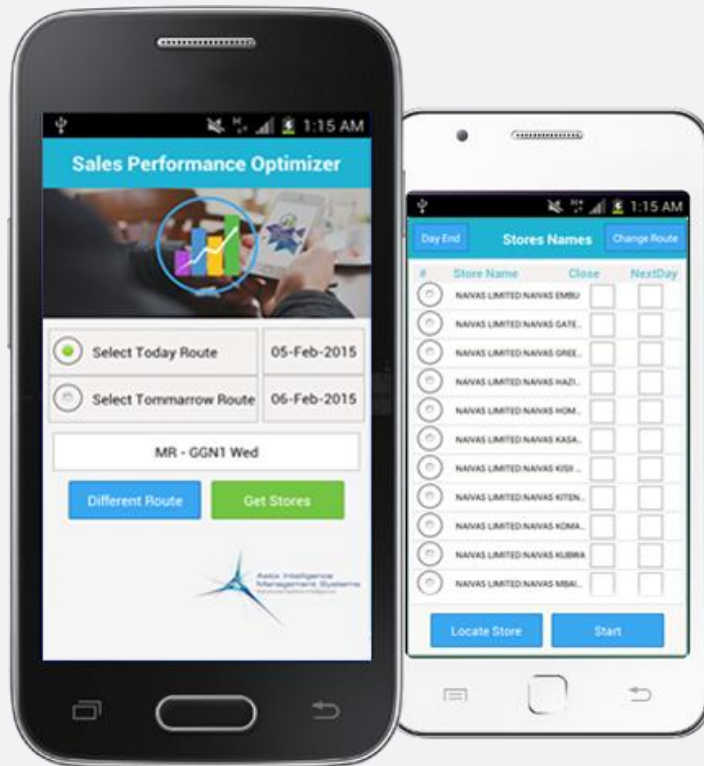 1:15 AM
Sales Performance Optimizer
Select Today Route 05-Feb-2015
Select Tommarrow Route 06-Feb-2015
MR - GGN1 Wed
Different Route Get Stores
Astix Intelligence
Management Systems
1:15 AM
Day End Stores Names Change Route
# Store Name Close NextDay
NAIVAS LIMITED:NAIVAS EMBU
NAIVAS LIMITED:NAIVAS GATE..
NAIVAS LIMITED:NAIVAS GREE..
NAIVAS LIMITED:NAIVAS HAZI..
NAIVAS LIMITED:NAIVAS HOM..
NAIVAS LIMITED:NAIVAS KASA..
NAIVAS LIMITED:NAIVAS KISII ..
NAIVAS LIMITED:NAIVAS KITEN..
NAIVAS LIMITED:NAIVAS KOMA..
NAIVAS LIMITED:NAIVAS KUBWA
NAIVAS LIMITED:NAIVAS MBAI..
Locate Store Start